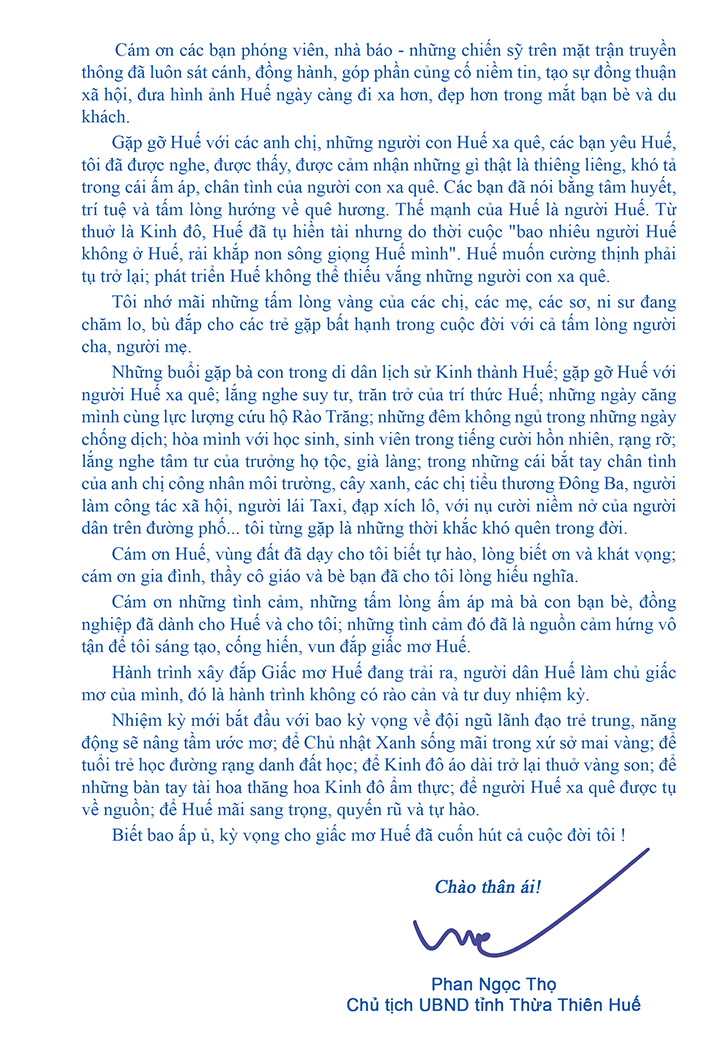 Cám ơn các bạn phóng viên, nhà báo - những chiến sỹ trên mặt trận truyền
thông đã luôn sát cánh, đồng hành, góp phần củng cố niềm tin, tạo sự đồng thuận
xã hội, đưa hình ảnh Huế ngày càng đi xa hơn, đẹp hơn trong mắt bạn bè và du
khách.
Gặp gỡ Huế với các anh chị, những người con Huế xa quê, các bạn yêu Huế,
tôi đã được nghe, được thấy, được cảm nhận những gì thật là thiêng liêng, khó tả
trong cái ấm áp, chân tình của người con xa quê. Các bạn đã nói bằng tâm huyết,
trí tuệ và tấm lòng hướng về quê hương. Thế mạnh của Huế là người Huế. Từ
thuở là Kinh đô, Huế đã tụ hiền tài nhưng do thời cuộc "bao nhiêu người Huế
không ở Huế, rải khắp non sông giọng Huế mình". Huế muốn cường thịnh phải
tụ trở lại; phát triển Huế không thể thiếu vắng những người con xa quê.
Tôi nhớ mãi những tấm lòng vàng của các chị, các mẹ, các sơ, ni sư đang
chăm lo, bù đắp cho các trẻ gặp bất hạnh trong cuộc đời với cả tấm lòng người
cha, người mẹ.
Những buổi gặp bà con trong di dân lịch sử Kinh thành Huế; gặp gỡ Huế với
người Huế xa quê; lắng nghe suy tư, trăn trở của trí thức Huế; những ngày căng
mình cùng lực lượng cứu hộ Rào Trăng; những đêm không ngủ trong những ngày
chống dịch; hòa mình với học sinh, sinh viên trong tiếng cười hồn nhiên, rạng rỡ;
lắng nghe tâm tư của trưởng họ tộc, già làng; trong những cái bắt tay chân tình
của anh chị công nhân môi trường, cây xanh, các chị tiểu thương Đông Ba, người
làm công tác xã hội, người lái Taxi, đạp xích lô, với nụ cười niềm nở của người
dân trên đường phố... tôi từng gặp là những thời khắc khó quên trong đời.
Cám ơn Huế, vùng đất đã dạy cho tôi biết tự hào, lòng biết ơn và khát vọng;
cám ơn gia đình, thầy cô giáo và bè bạn đã cho tôi lòng hiếu nghĩa.
Cám ơn những tình cảm, những tấm lòng ấm áp mà bà con bạn bè, đồng
nghiệp đã dành cho Huế và cho tôi; những tình cảm đó đã là nguồn cảm hứng vô
tận để tôi sáng tạo, cống hiến, vun đắp giấc mơ Huế.
Hành trình xây đắp Giấc mơ Huế đang trải ra, người dân Huế làm chủ giấc
mơ của mình, đó là hành trình không có rào cản và tư duy nhiệm kỳ.
Nhiệm kỳ mới bắt đầu với bao kỳ vọng về đội ngũ lãnh đạo trẻ trung, năng
động sẽ nâng tầm ước mơ; để Chủ nhật Xanh sống mãi trong xứ sở mai vàng; để
tuổi trẻ học đường rạng danh đất học; để Kinh đô áo dài trở lại thuở vàng son; để
những bàn tay tài hoa thăng hoa Kinh đô ẩm thực; để người Huế xa quê được tụ
về nguồn; để Huế mãi sang trọng, quyến rũ và tự hào.
Biết bao ấp ủ, kỳ vọng cho giấc mơ Huế đã cuốn hút cả cuộc đời tôi !
Chào thân ái!
Phan Ngọc Thọ
Chủ tịch UBND tỉnh Thừa Thiên Huế